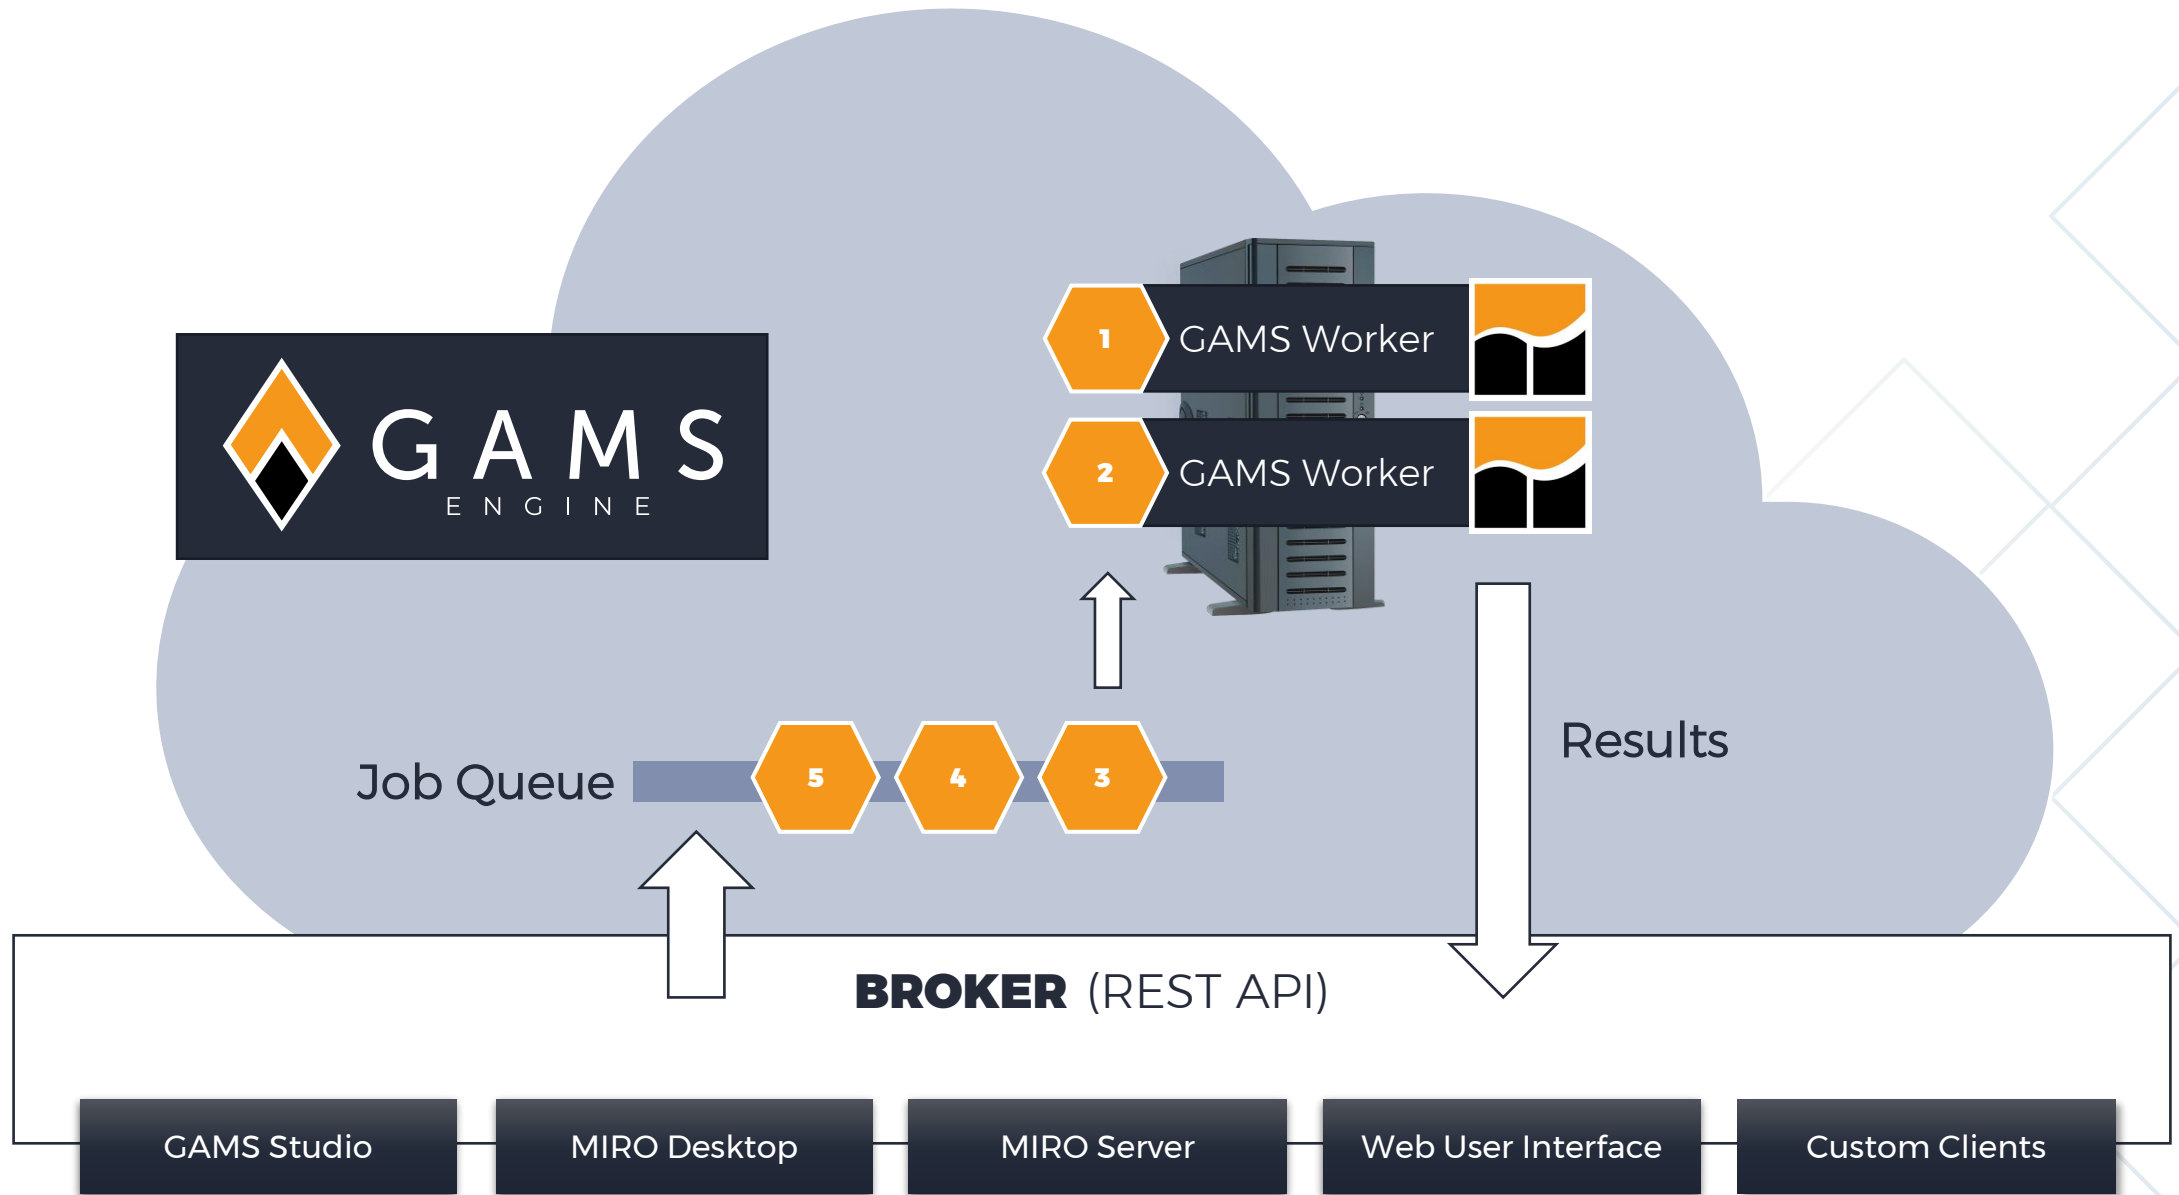 GAMS
ENGINE
1 GAMS Worker
2 GAMS Worker
Job Queue 5 4 3
Results
BROKER (REST API)
GAMS Studio
MIRO Desktop
MIRO Server
Web User Interface
Custom Clients